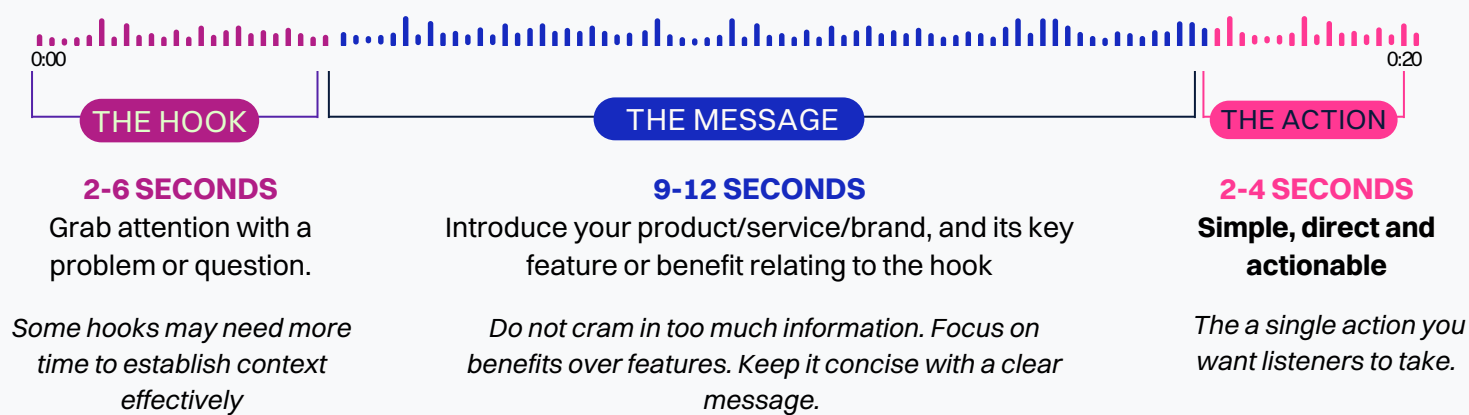 0:00
0:20
THE HOOK
2-6 SECONDS
Grab attention with a
problem or question.
Some hooks may need more
time to establish context
effectively
THE MESSAGE
9-12 SECONDS
Introduce your product/service/brand, and its key
feature or benefit relating to the hook
Do not cram in too much information. Focus on
benefits over features. Keep it concise with a clear
message.
THE ACTION
2-4 SECONDS
Simple, direct and
actionable
The a single action you
want listeners to take.